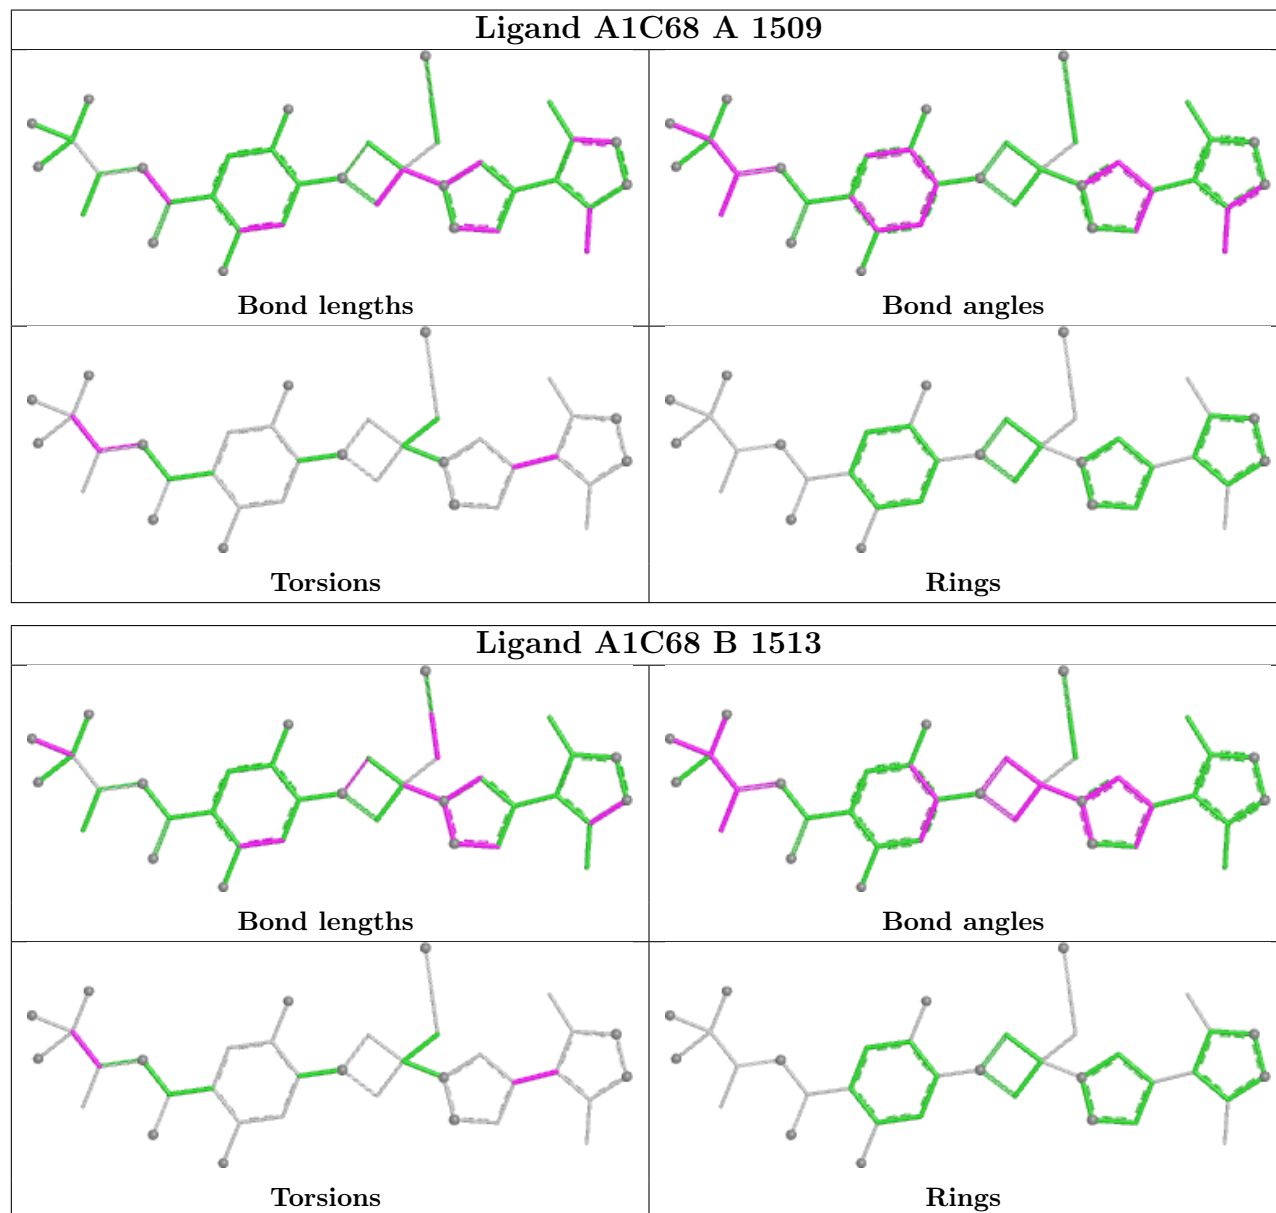 Ligand A1C68 A 1509
Bond lengths
Bond angles
Torsions
Rings
Ligand A1C68 B 1513
Bond lengths
Bond angles
Torsions
Rings